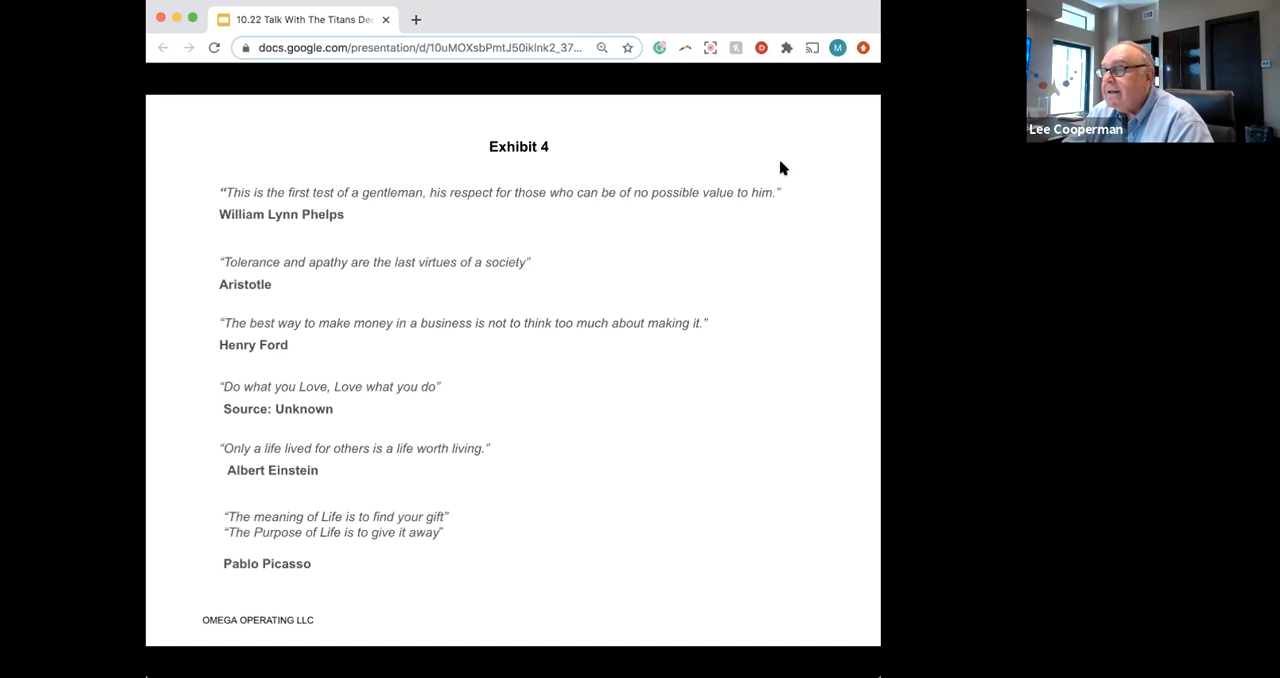 10.22 Talk With The Titans Dec
docs.google.com/presentation/d/10uMOXsbPmtJ50ikInk2_37...
D
M
Lee Cooperman
Exhibit 4
“This is the first test of a gentleman, his respect for those who can be of no possible value to him.”
William Lynn Phelps
“Tolerance and apathy are the last virtues of a society”
Aristotle
“The best way to make money in a business is not to think too much about making it.”
Henry Ford
“Do what you Love, Love what you do”
Source: Unknown
“Only a life lived for others is a life worth living.”
Albert Einstein
“The meaning of Life is to find your gift”
“The Purpose of Life is to give it away”
Pablo Picasso
OMEGA OPERATING LLC